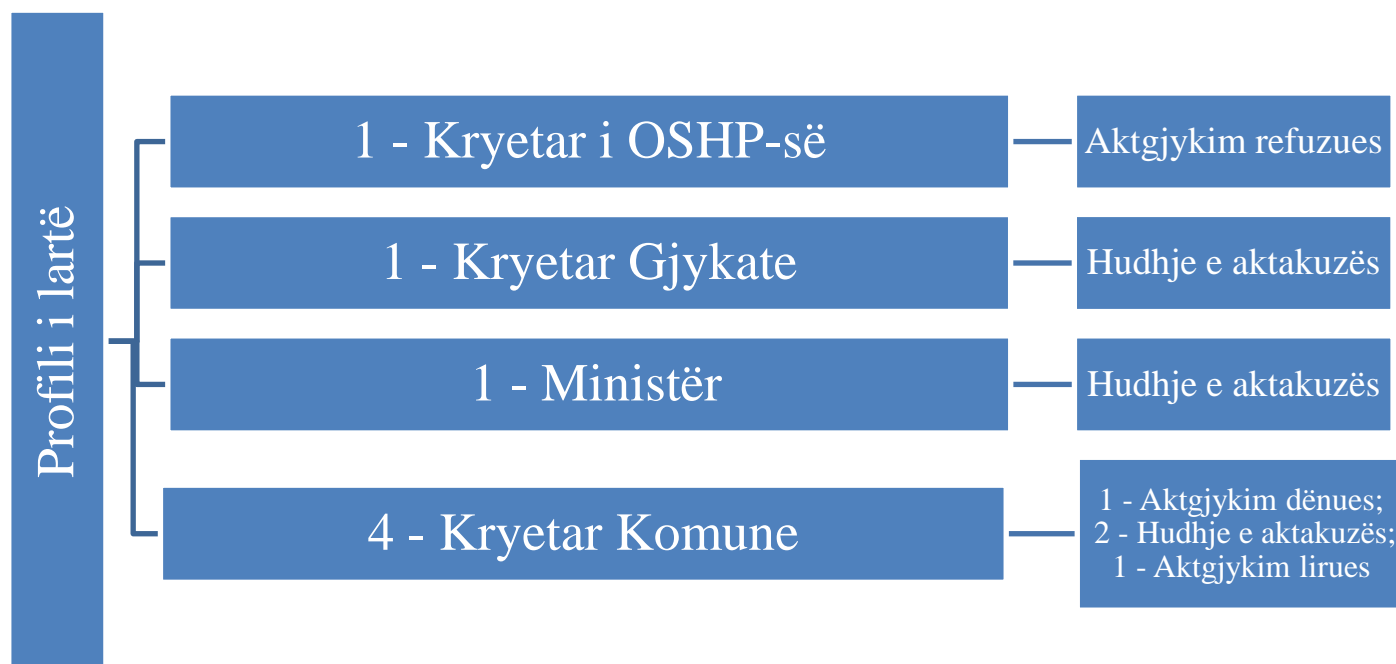 Profili i lartë
1 - Kryetar i OSHP-së
Aktgjykim refuzues
1 - Kryetar Gjykate
Hudhje e aktakuzës
1 - Ministër
Hudhje e aktakuzës
4 - Kryetar Komune
1 - Aktgjykim dënues;
2 - Hudhje e aktakuzës;
1 - Aktgjykim lirues